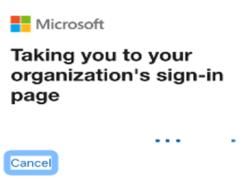 Microsoft
Taking you to your
organization's sign-in
page
Cancel